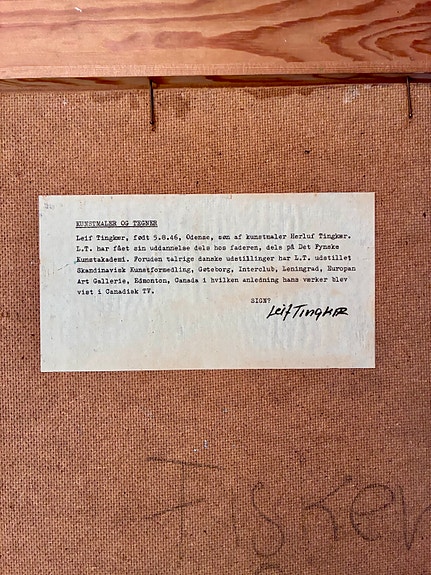 KUNSTMALER OG TEGNER
Leif Tingkær, født 5.8.46, Odense, søn af kunstmaler Herluf Tingkær.
L.T. har fået sin uddannelse dels hos faderen, dels på Det Fynske
Kunstakademi. Foruden talrige danske udstillinger har L.T. udstillet
Skandinavisk Kunstformedling, Gøteborg, Interclub, Leningrad, Europan
Art Gallerie, Edmonton, Canada i hvilken anledning hans værker blev
vist i Canadisk TV.
SIGN?
Leif Tingkær
Fisker